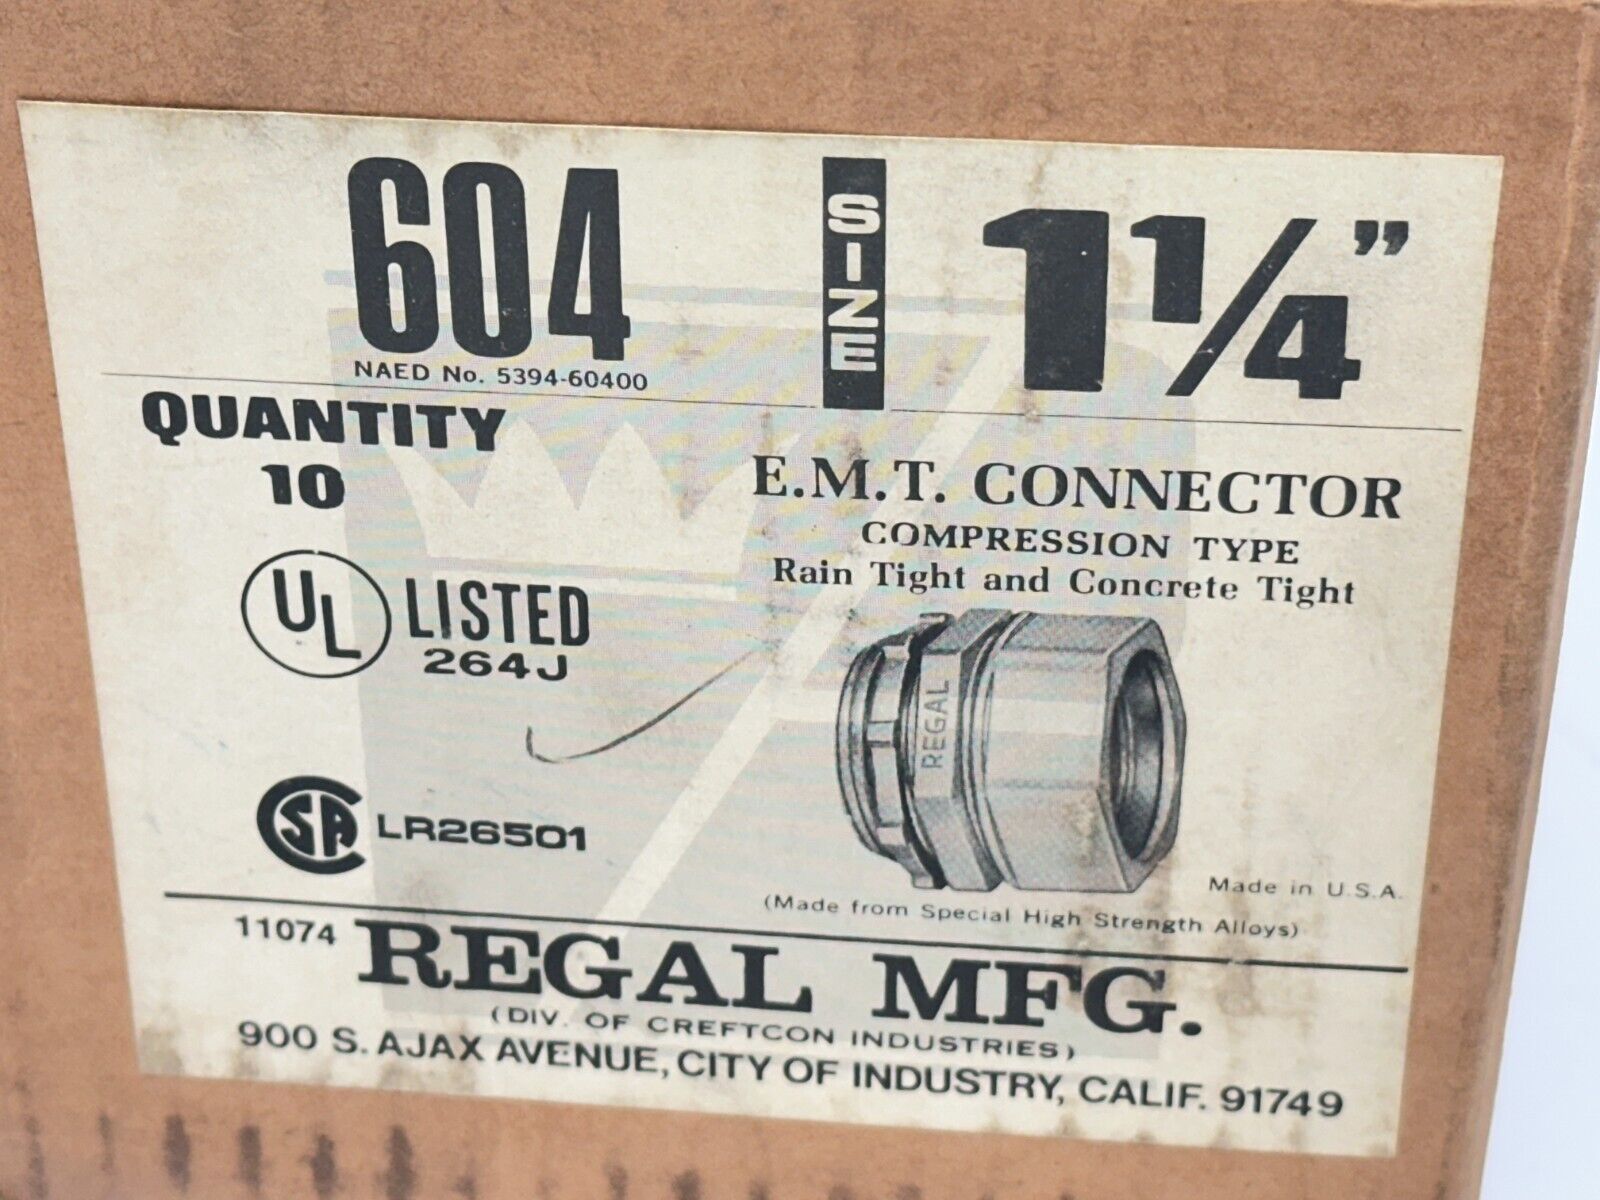 604
NAED No. 5394-60400
SIZE
1 1/4”
QUANTITY
10
E.M.T. CONNECTOR
COMPRESSION TYPE
Rain Tight and Concrete Tight
UL LISTED
264J
REGAL
CSA LR26501
Made in U.S.A.
(Made from Special High Strength Alloys)
11074 REGAL MFG.
(DIV. OF CREFTCON INDUSTRIES)
900 S. AJAX AVENUE, CITY OF INDUSTRY, CALIF. 91749